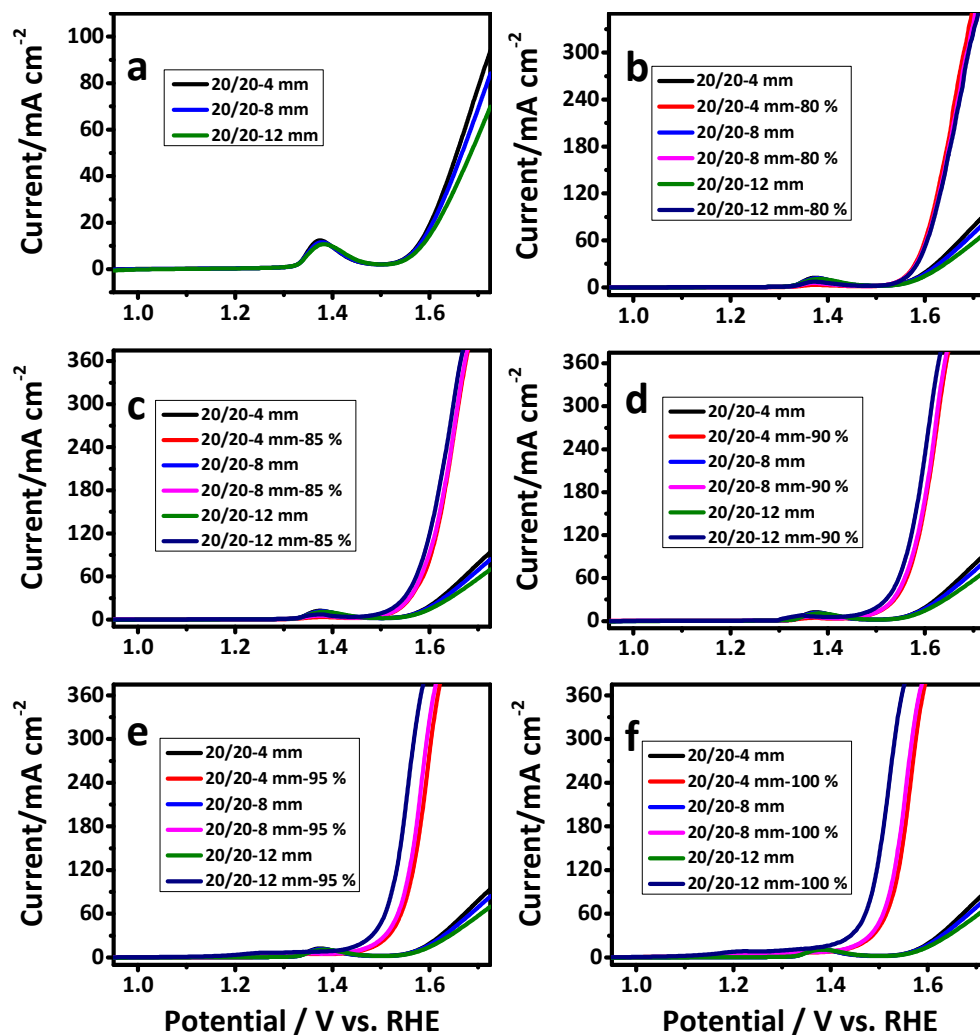 a
Current/mA cm-2
100
80
60
40
20
0
20/20-4 mm
20/20-8 mm
20/20-12 mm
1.0 1.2 1.4 1.6
b
Current/mA cm-2
300
240
180
120
60
0
20/20-4 mm
20/20-4 mm-80 %
20/20-8 mm
20/20-8 mm-80 %
20/20-12 mm
20/20-12 mm-80 %
1.0 1.2 1.4 1.6
c
Current/mA cm-2
360
300
240
180
120
60
0
20/20-4 mm
20/20-4 mm-85 %
20/20-8 mm
20/20-8 mm-85 %
20/20-12 mm
20/20-12 mm-85 %
1.0 1.2 1.4 1.6
d
Current/mA cm-2
360
300
240
180
120
60
0
20/20-4 mm
20/20-4 mm-90 %
20/20-8 mm
20/20-8 mm-90 %
20/20-12 mm
20/20-12 mm-90 %
1.0 1.2 1.4 1.6
e
Current/mA cm-2
360
300
240
180
120
60
0
20/20-4 mm
20/20-4 mm-95 %
20/20-8 mm
20/20-8 mm-95 %
20/20-12 mm
20/20-12 mm-95 %
1.0 1.2 1.4 1.6
Potential / V vs. RHE
f
Current/mA cm-2
360
300
240
180
120
60
0
20/20-4 mm
20/20-4 mm-100 %
20/20-8 mm
20/20-8 mm-100 %
20/20-12 mm
20/20-12 mm-100 %
1.0 1.2 1.4 1.6
Potential / V vs. RHE